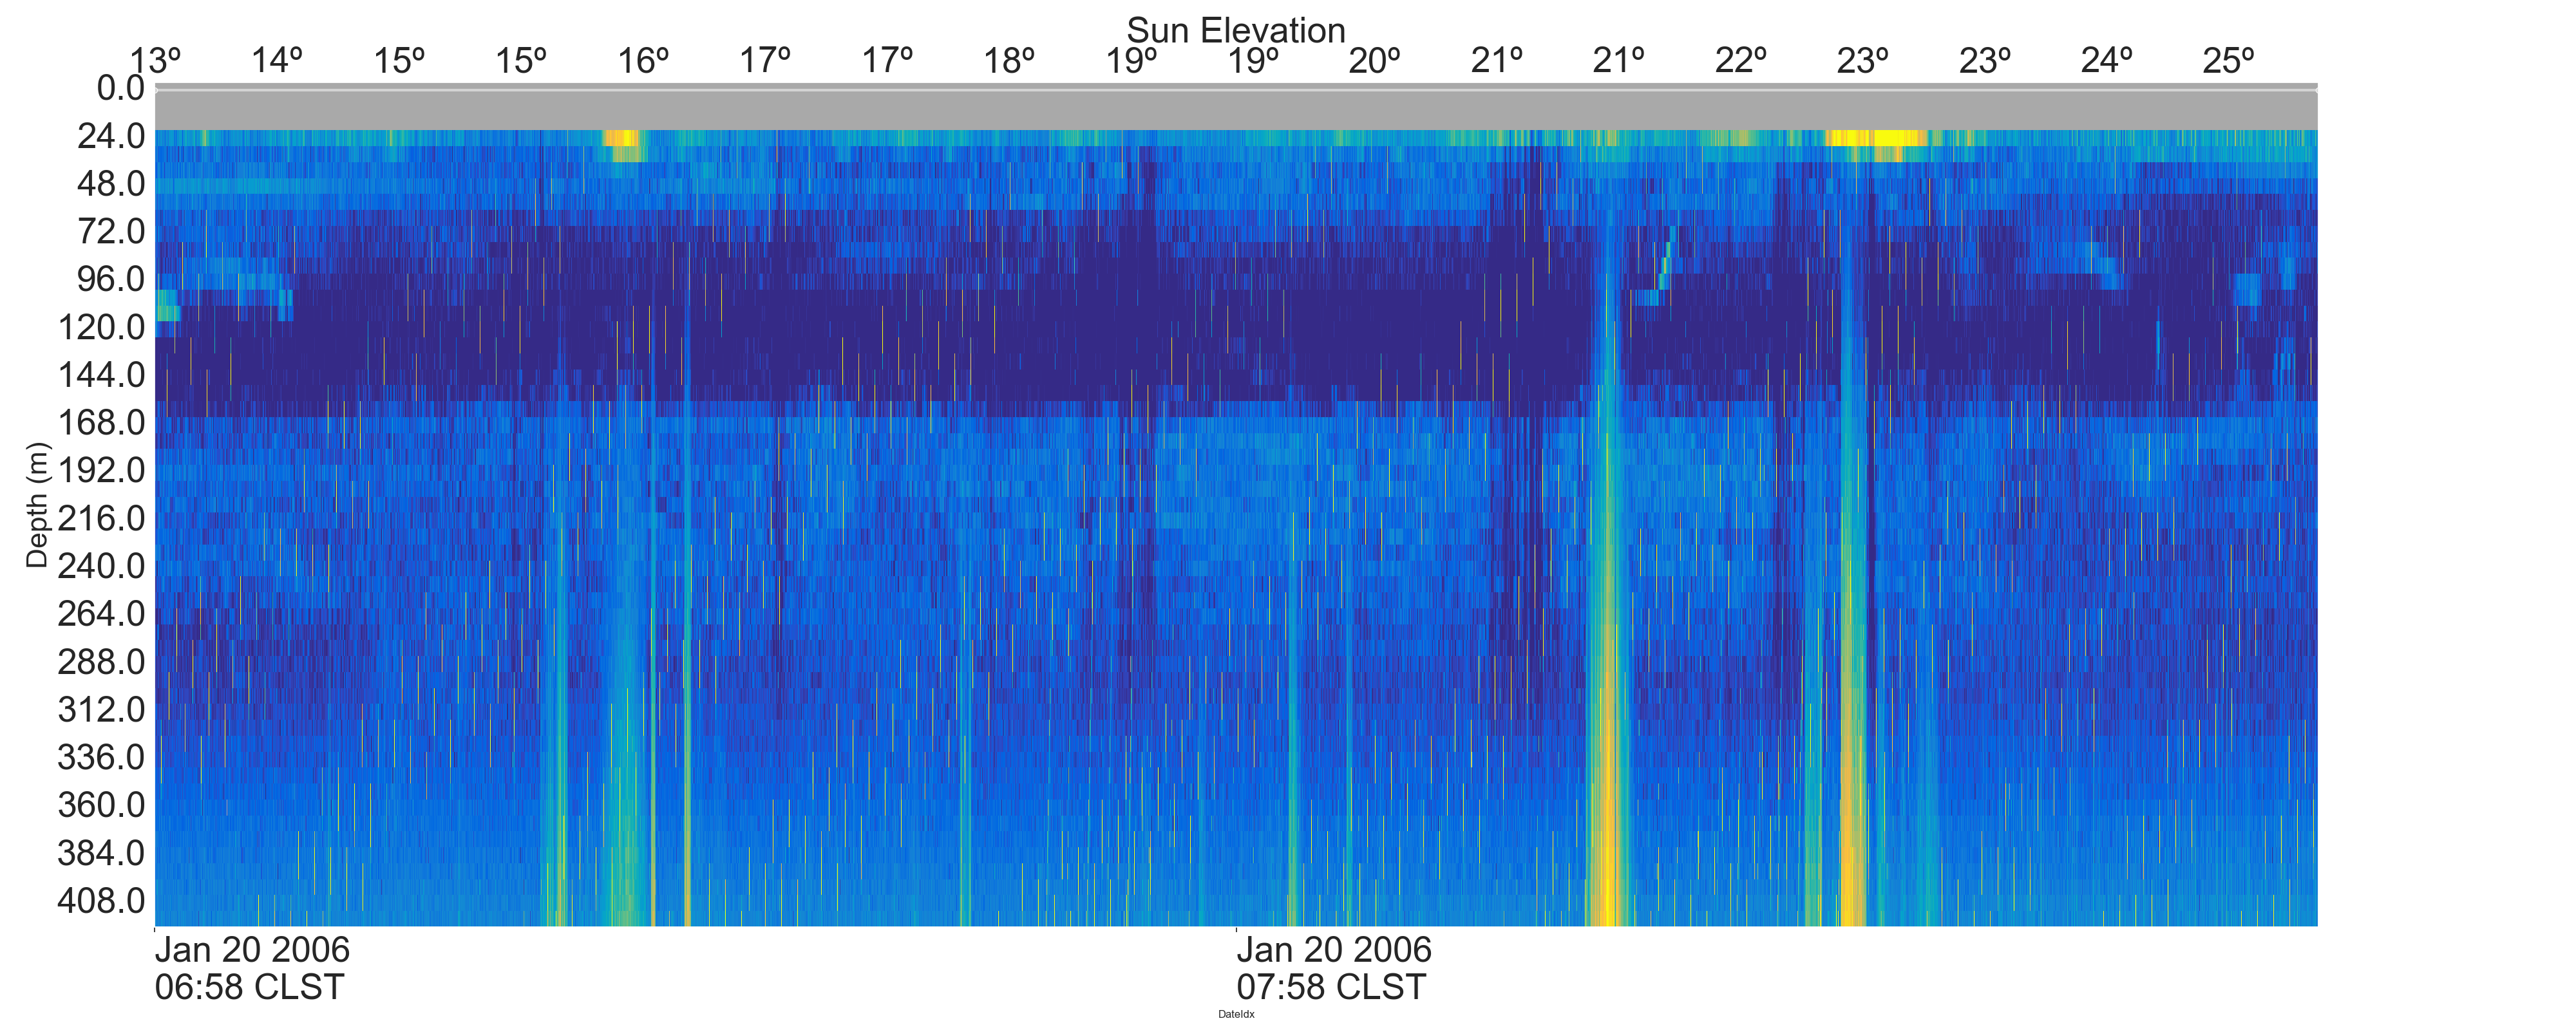 Sun Elevation
13º 14º 15º 15º 16º 17º 17º 18º 19º 19º 20º 21º 21º 22º 23º 23º 24º 25º
0.0
24.0
48.0
72.0
96.0
120.0
144.0
168.0
192.0
216.0
240.0
264.0
288.0
312.0
336.0
360.0
384.0
408.0
Depth (m)
Jan 20 2006
06:58 CLST
Jan 20 2006
07:58 CLST
DateIdx